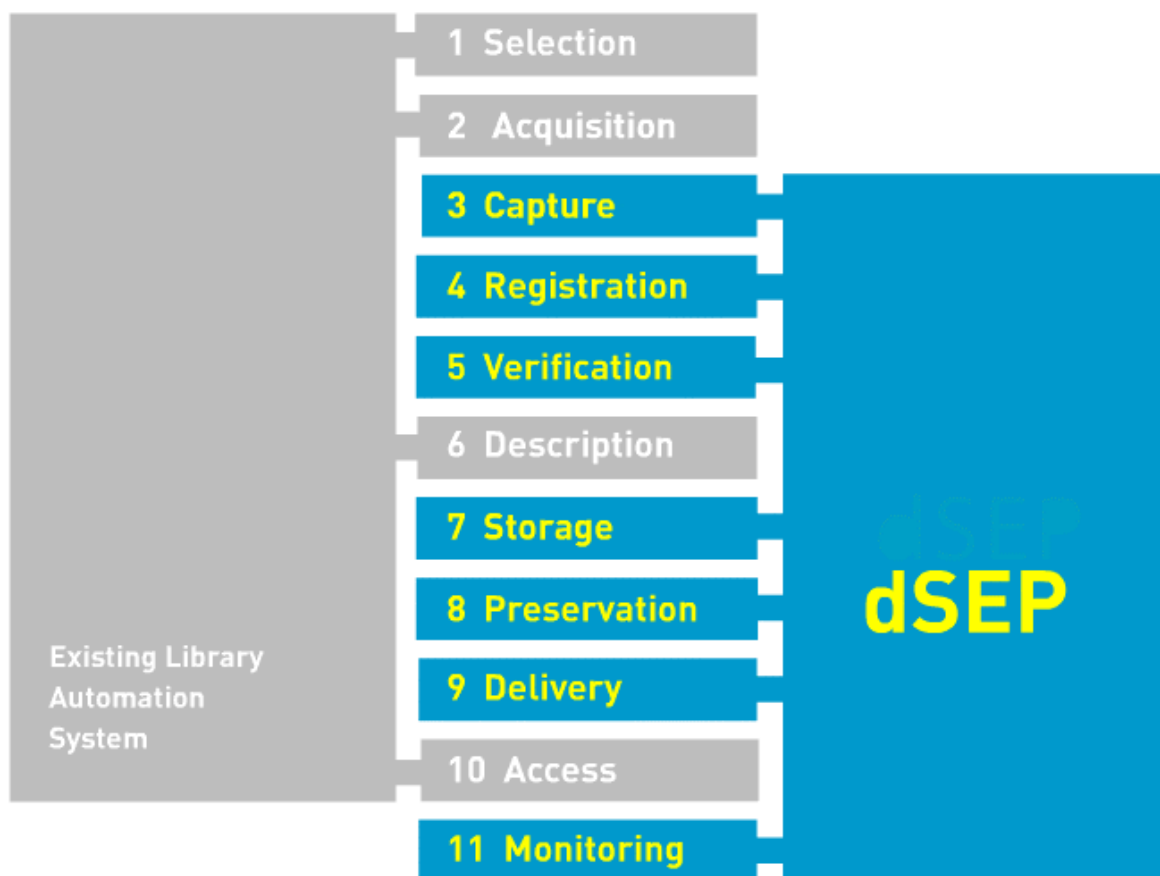 1 Selection
2 Acquisition
3 Capture
4 Registration
5 Verification
6 Description
7 Storage
8 Preservation
9 Delivery
10 Access
11 Monitoring
Existing Library
Automation
System
dSEP
dSEP